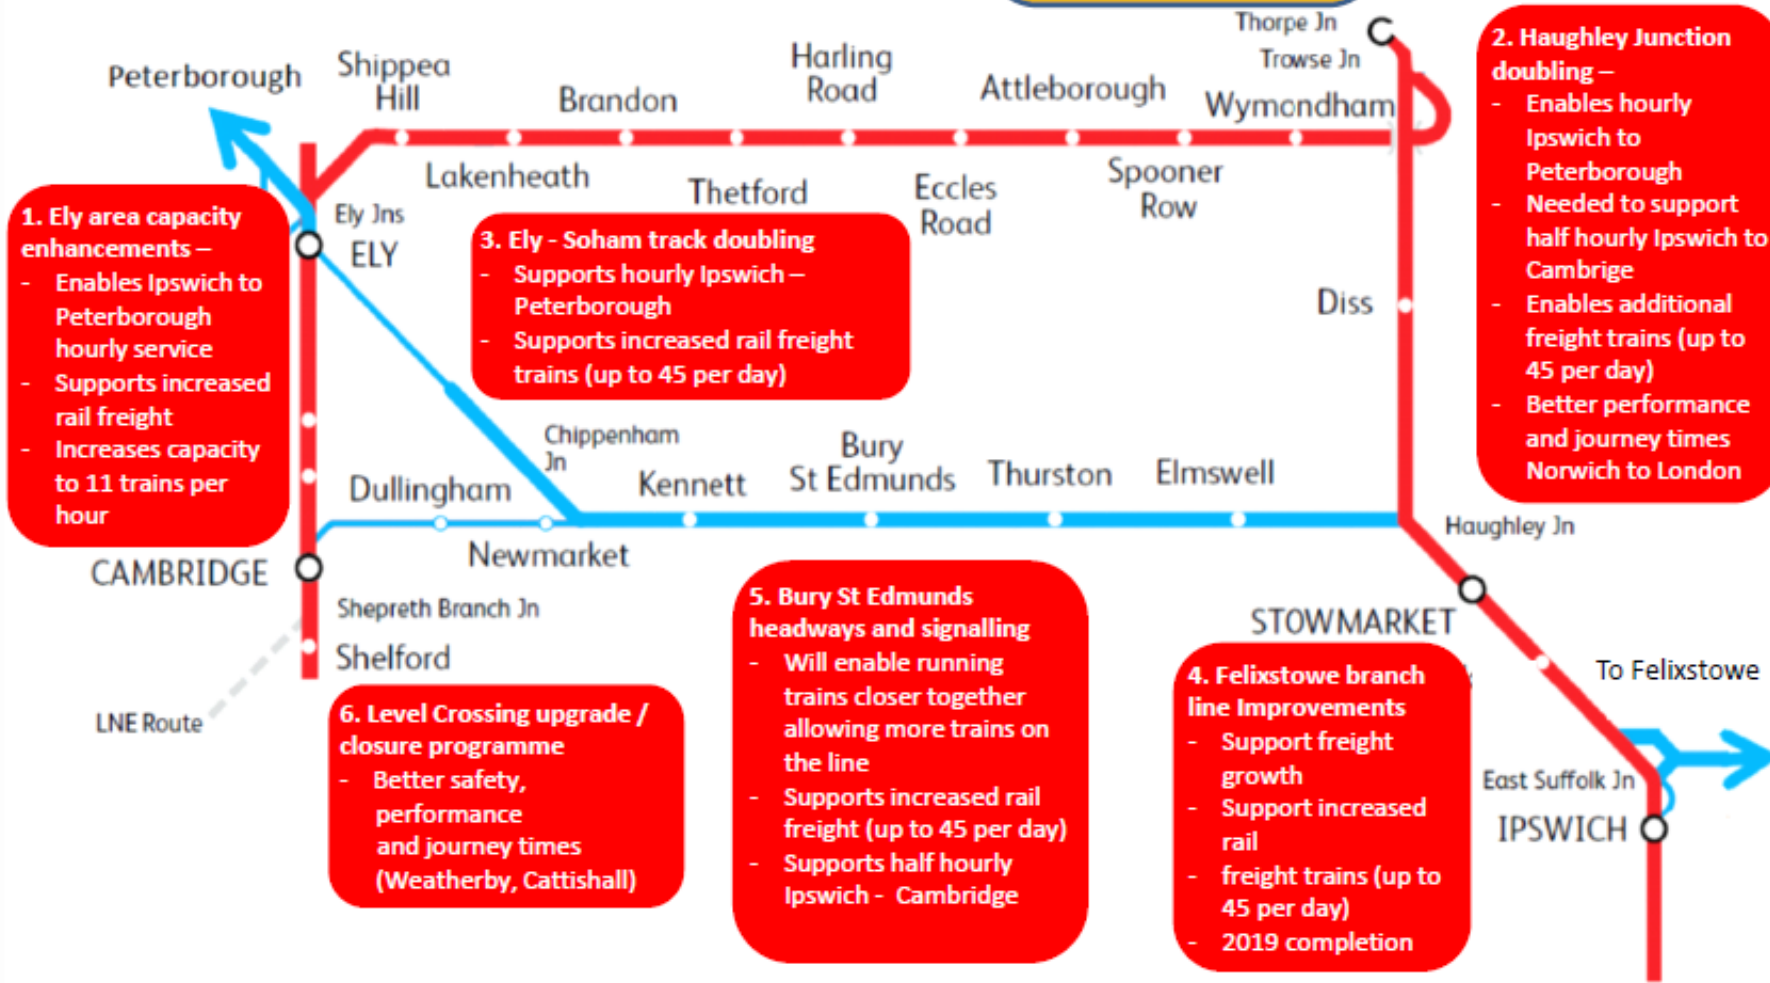 Thorpe Jn
Trowse Jn
Peterborough
Shippea
Hill
Brandon
Harling
Road
Attleborough
Wymondham
Lakenheath
Thetford
Eccles
Road
Spooner
Row
Ely Jns
ELY
Diss
Chippenham
Jn
Dullingham
Newmarket
Kennett
Bury
St Edmunds
Thurston
Elmswell
Haughley Jn
CAMBRIDGE
Shepreth Branch Jn
Shelford
LNE Route
STOWMARKET
To Felixstowe
East Suffolk Jn
IPSWICH
1. Ely area capacity
enhancements –
- Enables Ipswich to
Peterborough
hourly service
- Supports increased
rail freight
- Increases capacity
to 11 trains per
hour
2. Haughley Junction
doubling –
- Enables hourly
Ipswich to
Peterborough
- Needed to support
half hourly Ipswich to
Cambrige
- Enables additional
freight trains (up to
45 per day)
- Better performance
and journey times
Norwich to London
3. Ely - Soham track doubling
- Supports hourly Ipswich –
Peterborough
- Supports increased rail freight
trains (up to 45 per day)
4. Felixstowe branch
line Improvements
- Support freight
growth
- Support increased
rail
- freight trains (up to
45 per day)
- 2019 completion
5. Bury St Edmunds
headways and signalling
- Will enable running
trains closer together
allowing more trains on
the line
- Supports increased rail
freight (up to 45 per day)
- Supports half hourly
Ipswich - Cambridge
6. Level Crossing upgrade /
closure programme
- Better safety,
performance
and journey times
(Weatherby, Cattishall)